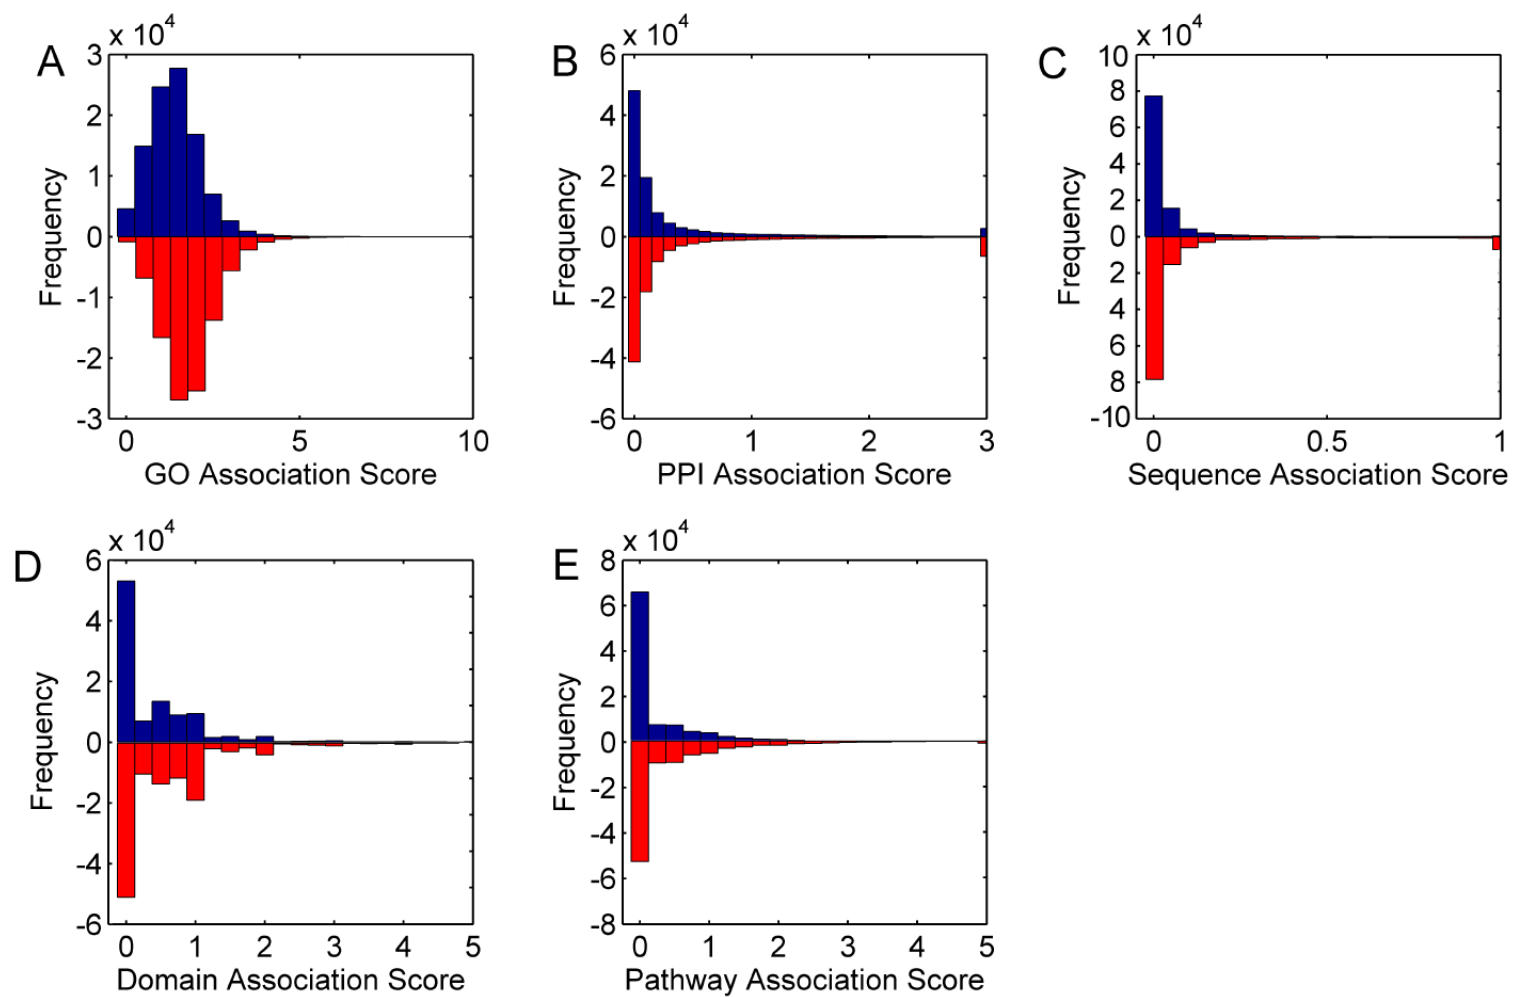 A
x 10^4
3
2
1
0
-1
-2
-3
Frequency
0 5 10
GO Association Score
B
x 10^4
6
4
2
0
-2
-4
-6
Frequency
0 1 2 3
PPI Association Score
C
x 10^4
10
8
6
4
2
0
2
4
6
8
-10
Frequency
0 0.5 1
Sequence Association Score
D
x 10^4
6
4
2
0
-2
-4
-6
Frequency
0 1 2 3 4 5
Domain Association Score
E
x 10^4
8
6
4
2
0
-2
-4
-6
-8
Frequency
0 1 2 3 4 5
Pathway Association Score